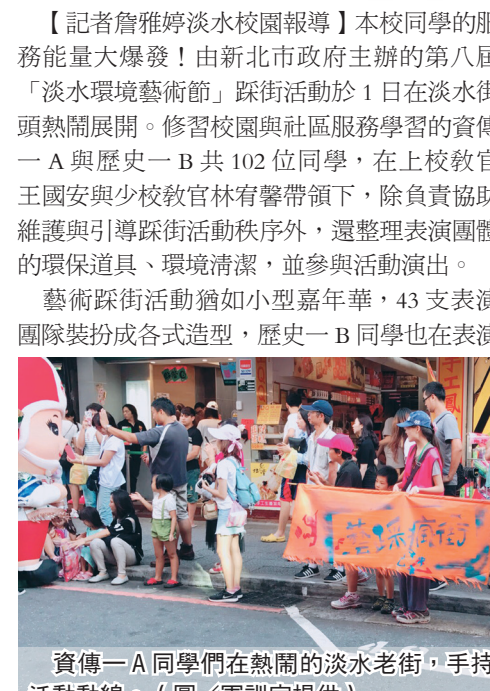 【記者詹雅婷淡水校園報導】本校同學的服
務能量大爆發！由新北市政府主辦的第八屆
「淡水環境藝術節」踩街活動於 1 日在淡水街
頭熱鬧展開。修習校園與社區服務學習的資傳
一 A 與歷史一 B 共 102 位同學，在上校教官
王國安與少校教官林宥馨帶領下，除負責協助
維護與引導踩街活動秩序外，還整理表演團體
的環保道具、環境清潔，並參與活動演出。
藝術踩街活動猶如小型嘉年華，43 支表演
團隊裝扮成各式造型，歷史一 B 同學也在表演
手工鳳
藝踩瘋街
資傳一 A 同學們在熱鬧的淡水老街，手持